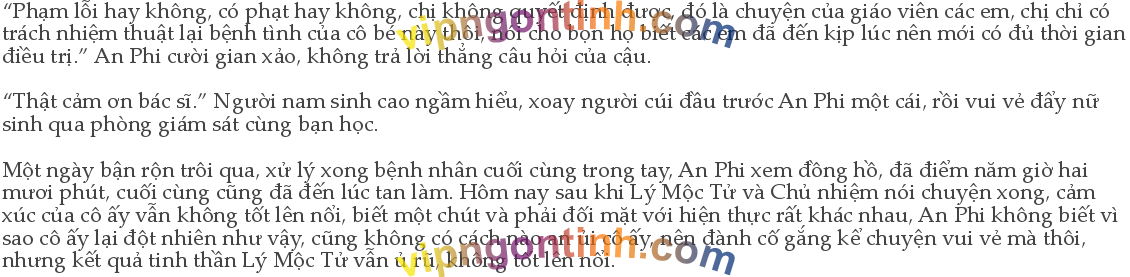 “Phạm lỗi hay không, có phạt hay không, chị không quyết định được, đó là chuyện của giáo viên các em, chị chỉ có
trách nhiệm thuật lại bệnh tình của cô bé này thôi, nói cho bọn họ biết các em đã đến kịp lúc nên mới có đủ thời gian
điều trị.” An Phi cười gian xảo, không trả lời thẳng câu hỏi của cậu.
“Thật cảm ơn bác sĩ.” Người nam sinh cao ngầm hiểu, xoay người cúi đầu trước An Phi một cái, rồi vui vẻ đẩy nữ
sinh qua phòng giám sát cùng bạn học.
Một ngày bận rộn trôi qua, xử lý xong bệnh nhân cuối cùng trong tay, An Phi xem đồng hồ, đã điểm năm giờ hai
mươi phút, cuối cùng cũng đã đến lúc tan làm. Hôm nay sau khi Lý Mộc Tử và Chủ nhiệm nói chuyện xong, cảm
xúc của cô ấy vẫn không tốt lên nổi, biết một chút và phải đối mặt với hiện thực rất khác nhau, An Phi không biết vì
sao cô ấy lại đột nhiên như vậy, cũng không có cách nào an ủi cô ấy, nên đành cố gắng kể chuyện vui vẻ mà thôi,
nhưng kết quả tinh thần Lý Mộc Tử vẫn ủ rũ, không tốt lên nổi.
vipngontinh.com
vipngontinh.com